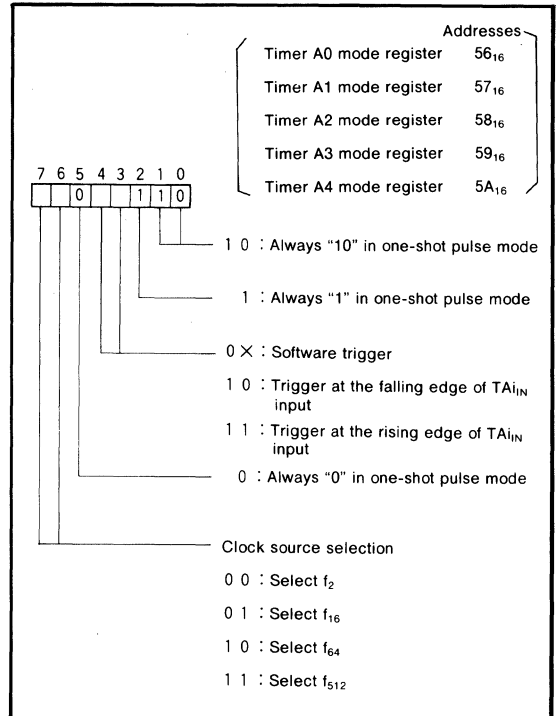 Addresses
Timer A0 mode register 56₁₆
Timer A1 mode register 57₁₆
Timer A2 mode register 58₁₆
Timer A3 mode register 59₁₆
Timer A4 mode register 5A₁₆
7 6 5 4 3 2 1 0
0 1 1 0
1 0 : Always “10” in one-shot pulse mode
1 : Always “1” in one-shot pulse mode
0 × : Software trigger
1 0 : Trigger at the falling edge of TAiIN
input
1 1 : Trigger at the rising edge of TAiIN
input
0 : Always “0” in one-shot pulse mode
Clock source selection
0 0 : Select f₂
0 1 : Select f₁₆
1 0 : Select f₆₄
1 1 : Select f₅₁₂